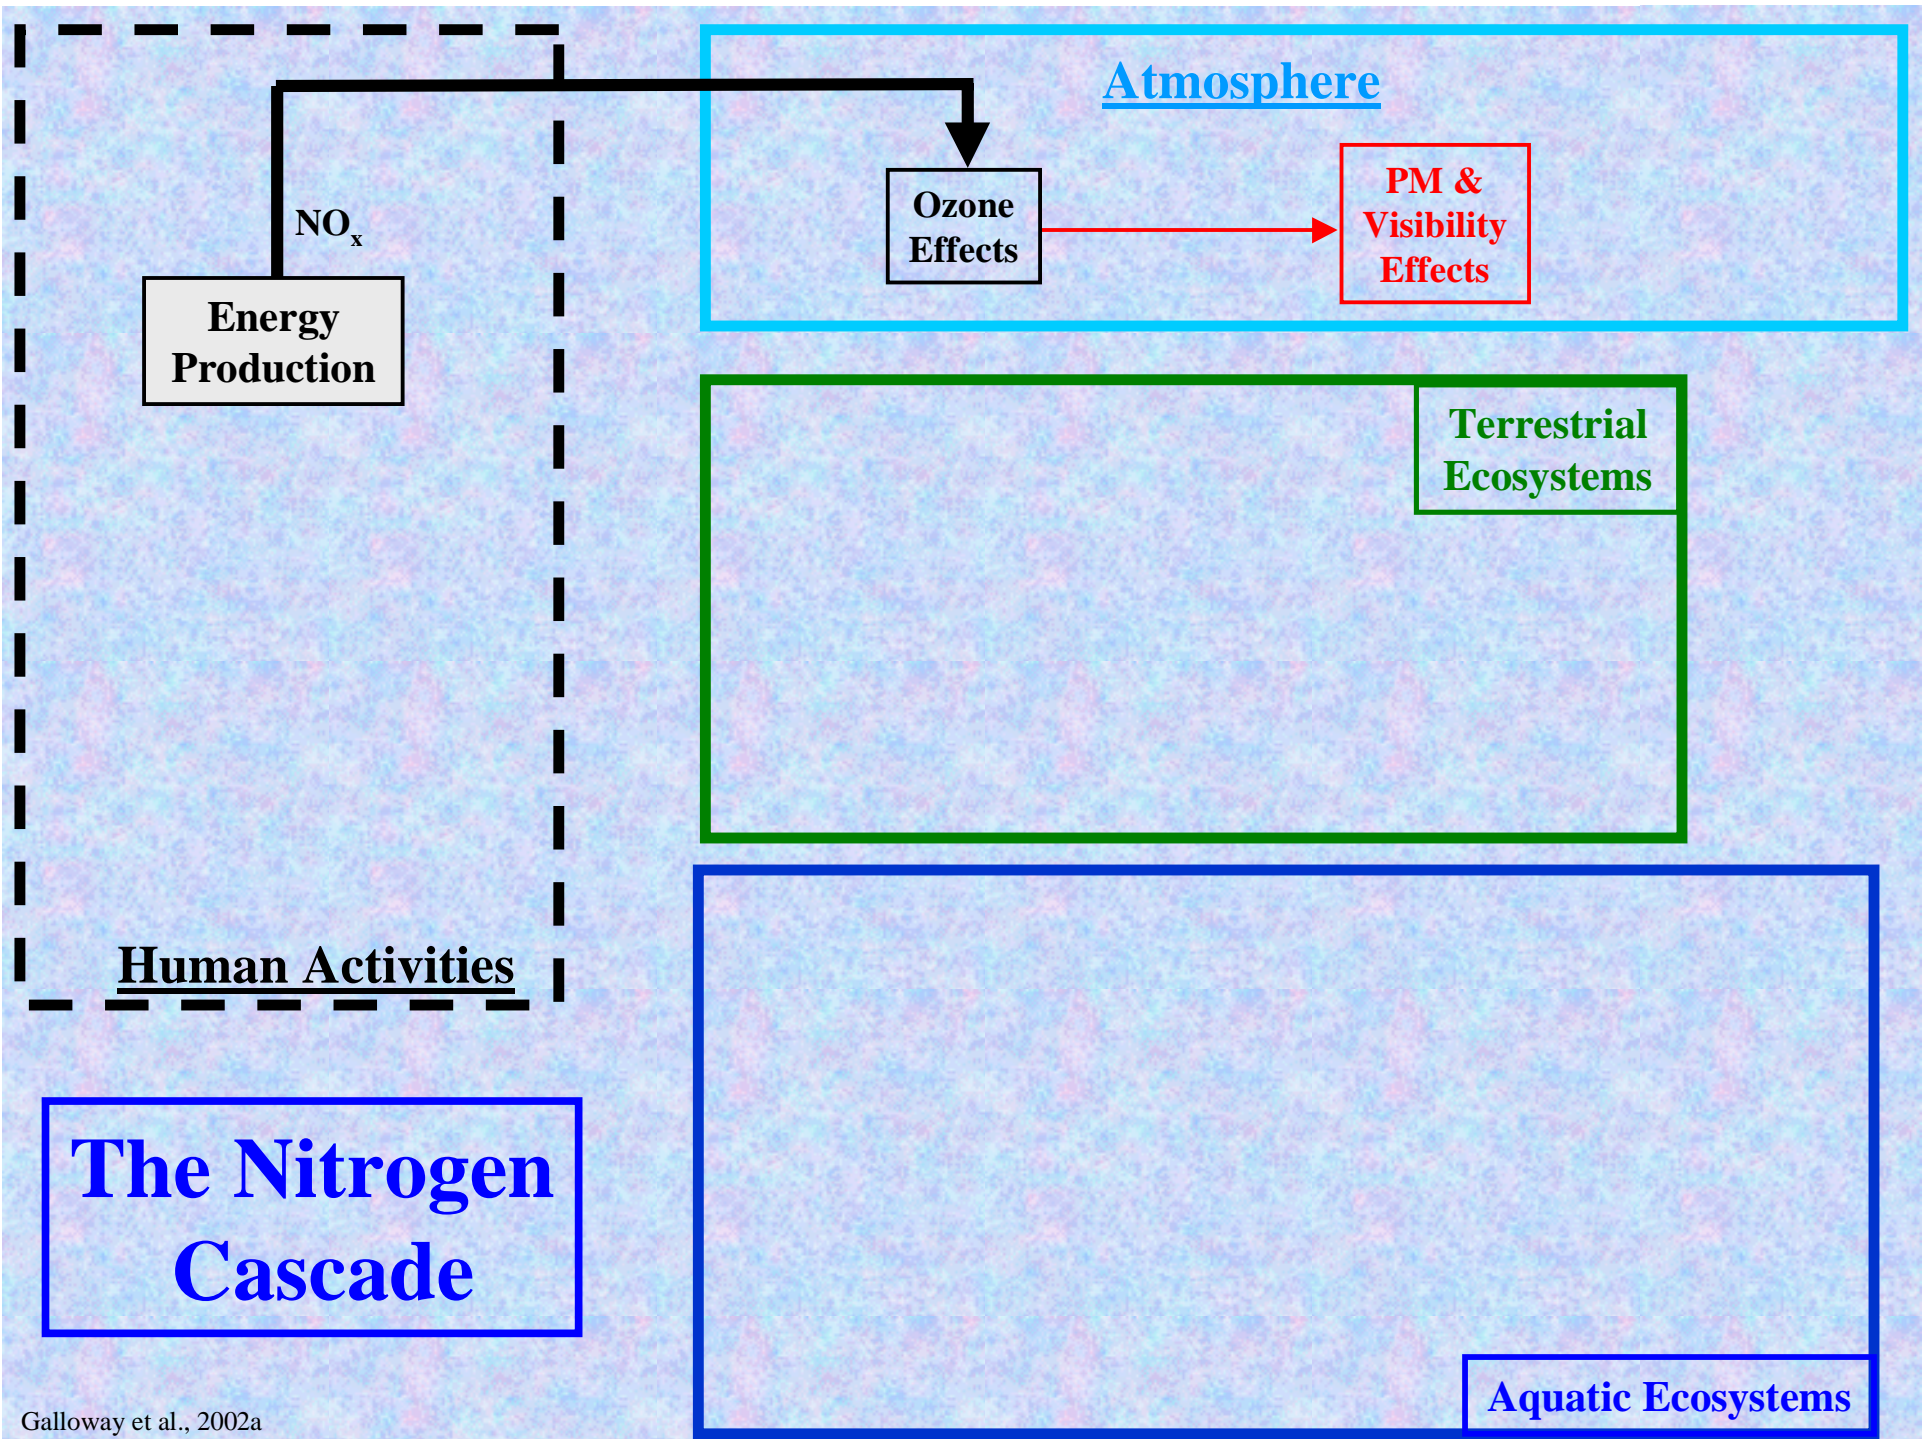 Atmosphere
NOx
Energy
Production
Ozone
Effects
PM &
Visibility
Effects
Terrestrial
Ecosystems
Human Activities
The Nitrogen
Cascade
Aquatic Ecosystems
Galloway et al., 2002a